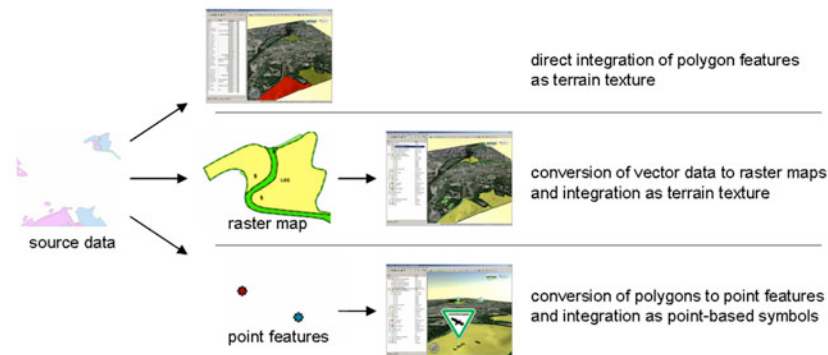 direct integration of polygon features
as terrain texture
source data
raster map
conversion of vector data to raster maps
and integration as terrain texture
point features
conversion of polygons to point features
and integration as point-based symbols